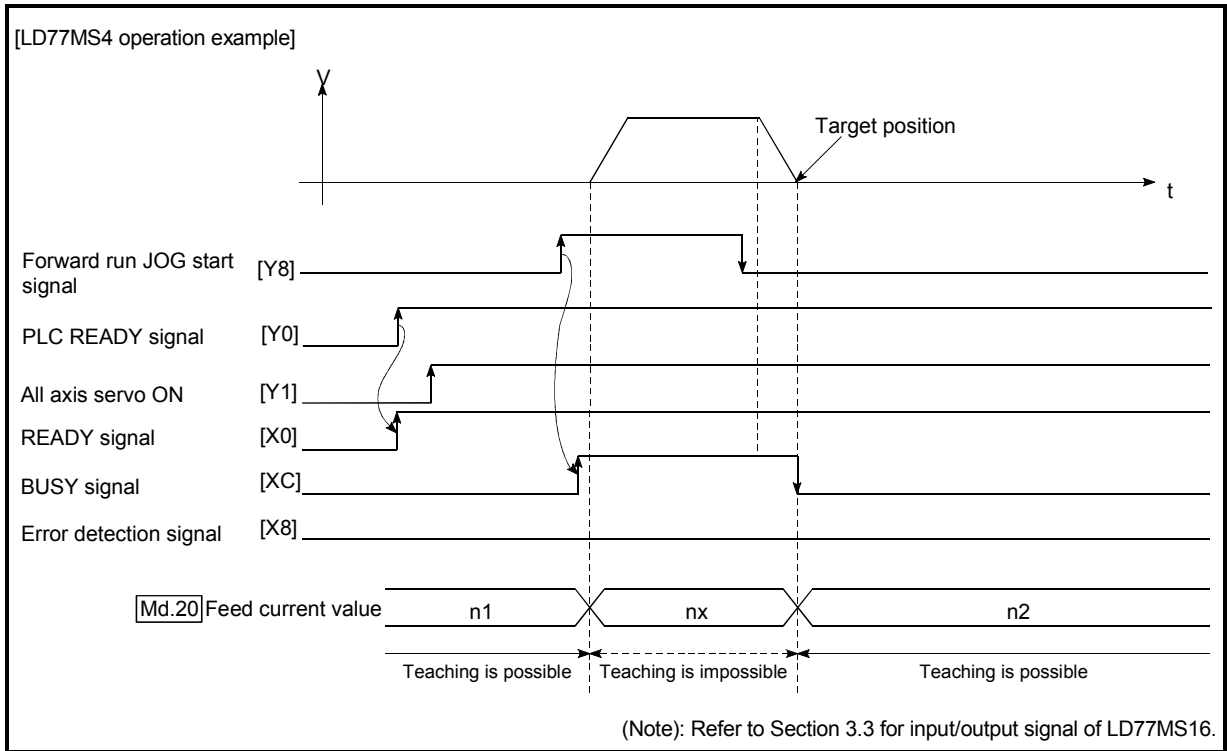 [LD77MS4 operation example]
V
Target position
t
Forward run JOG start
signal
[Y8]
PLC READY signal [Y0]
All axis servo ON [Y1]
READY signal [X0]
BUSY signal [XC]
Error detection signal [X8]
Md.20 Feed current value n1 nx n2
Teaching is possible Teaching is impossible Teaching is possible
(Note): Refer to Section 3.3 for input/output signal of LD77MS16.